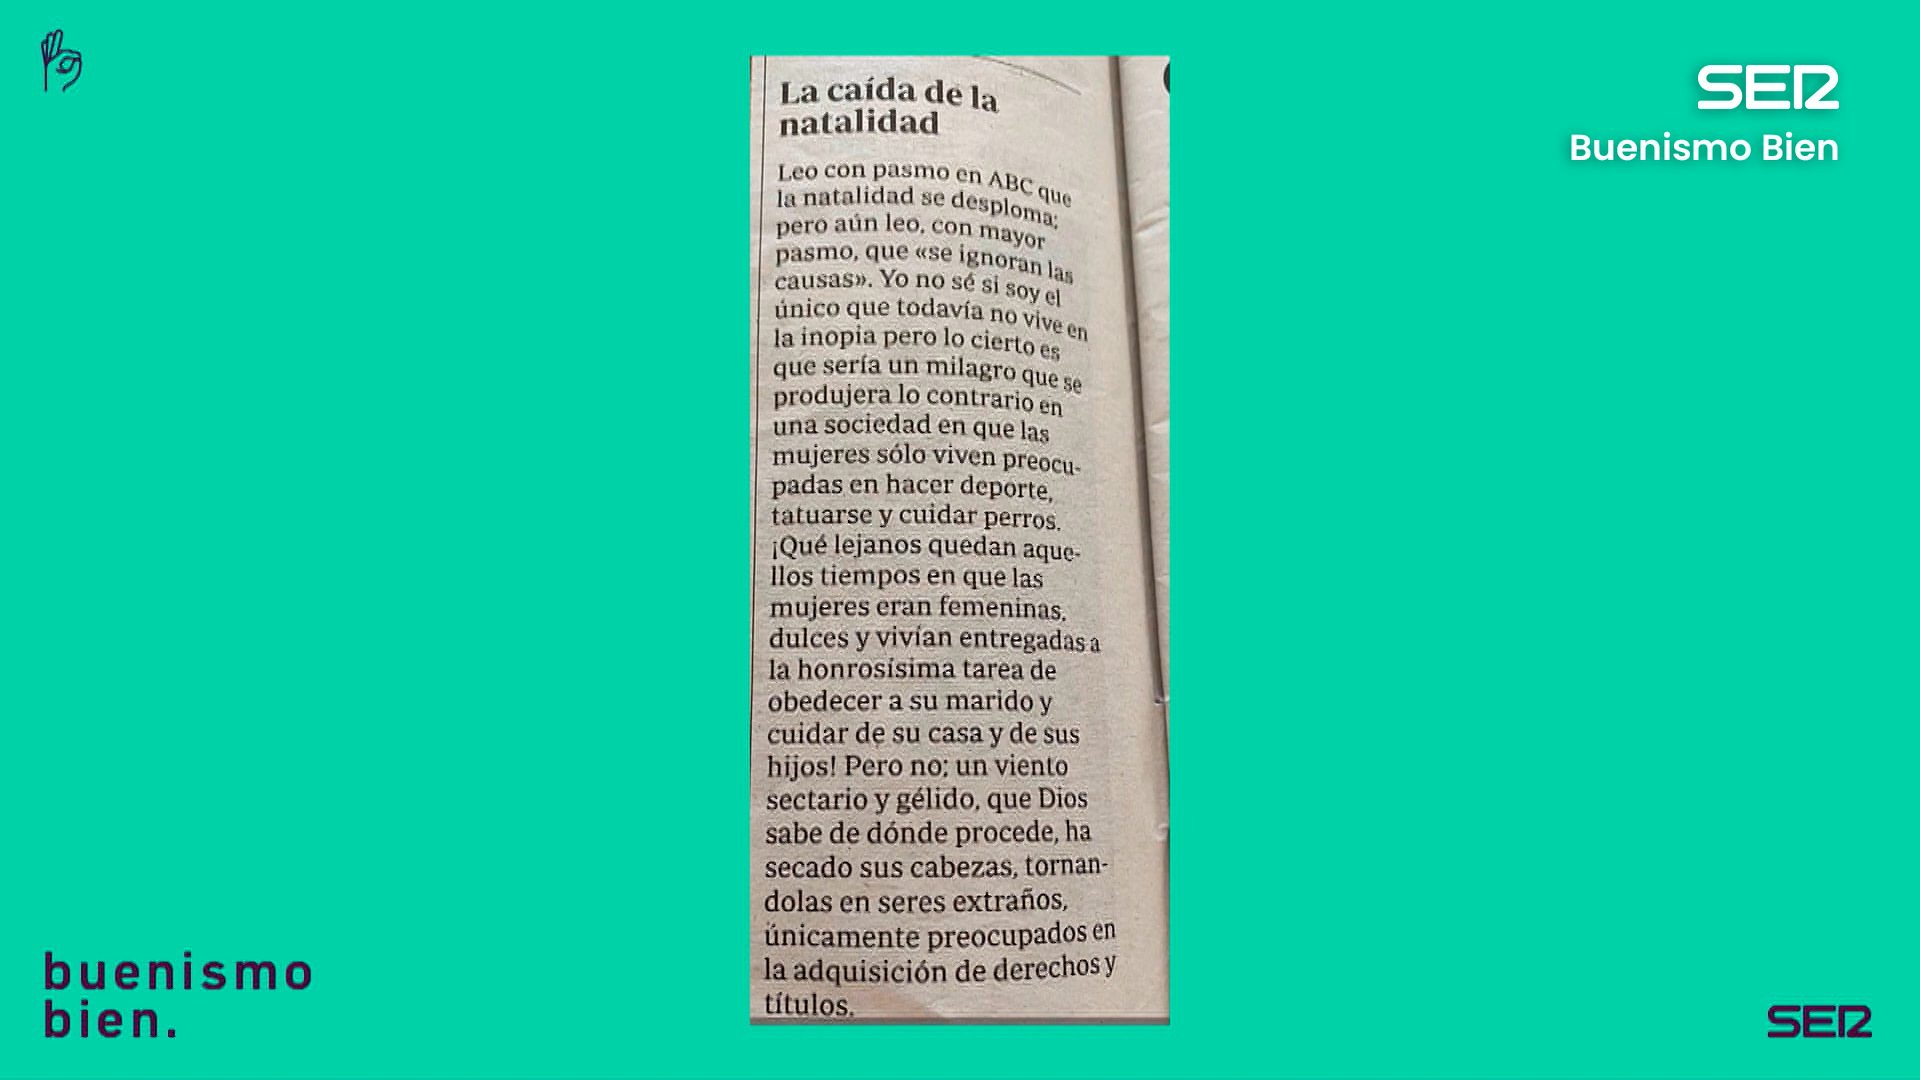 SER
Buenismo Bien
La caída de la
natalidad
Leo con pasmo en ABC que
la natalidad se desploma;
pero aún leo, con mayor
pasmo, que «se ignoran las
causas». Yo no sé si soy el
único que todavía no vive en
la inopia pero lo cierto es
que sería un milagro que se
produjera lo contrario en
una sociedad en que las
mujeres sólo viven preocu-
padas en hacer deporte,
tatuarse y cuidar perros.
¡Qué lejanos quedan aque-
llos tiempos en que las
mujeres eran femeninas,
dulces y vivían entregadas a
la honrosísima tarea de
obedecer a su marido y
cuidar de su casa y de sus
hijos! Pero no; un viento
sectario y gélido, que Dios
sabe de dónde procede, ha
secado sus cabezas, tornan-
dolas en seres extraños,
únicamente preocupados en
la adquisición de derechos y
títulos.
buenismo
bien.
SER